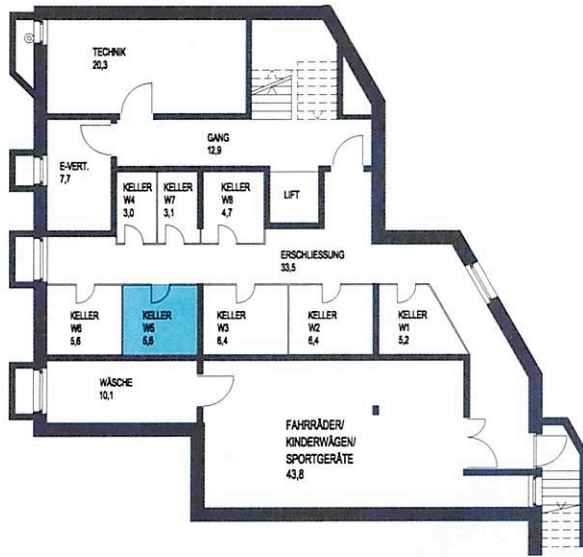 TECHNIK
20,3
GANG
12,9
E-VERT.
7,7
KELLER
W4
3,0
KELLER
W7
3,1
KELLER
W8
4,7
LIFT
ERSCHLIESSUNG
33,5
KELLER
W6
5,6
KELLER
W5
5,6
KELLER
W3
6,4
KELLER
W2
6,4
KELLER
W1
5,2
WÄSCHE
10,1
FAHRRÄDER/
KINDERWÄGEN/
SPORTGERÄTE
43,8